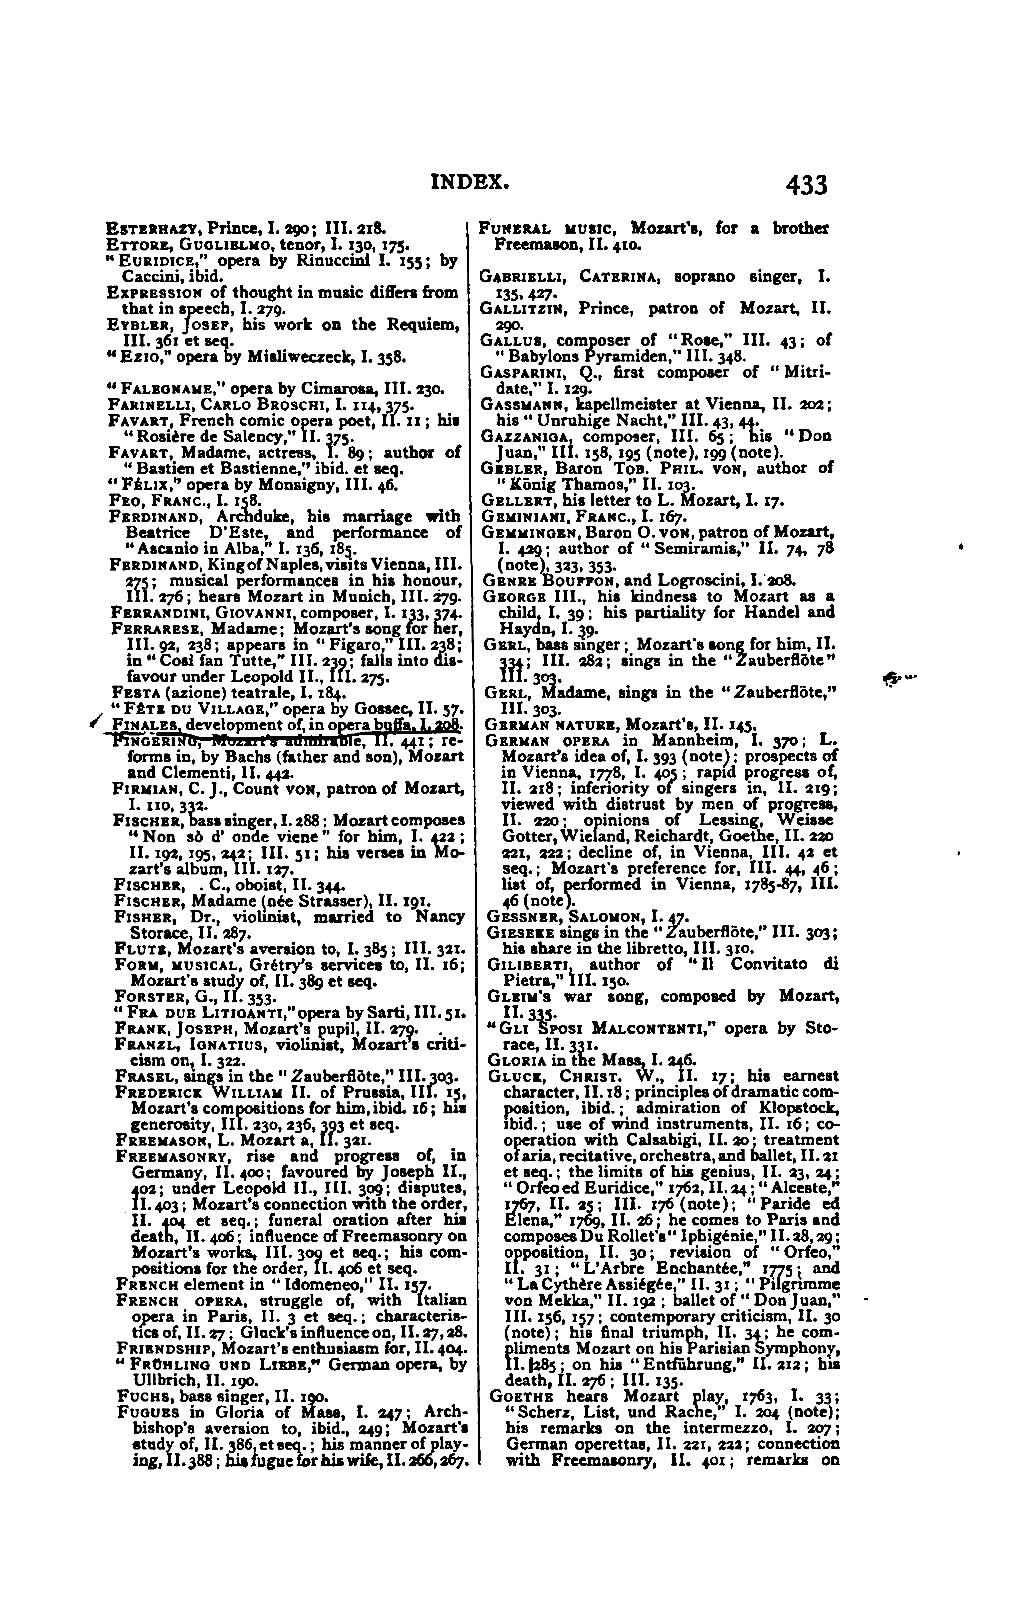 INDEX. 433
ESTERHAZY, Prince, I. 290; III. 218.
ETTORE, GUGLIELMO, tenor, I. 130, 175.
"EURIDICE," opera by Rinuccini I. 155; by
Caccini, ibid.
EXPRESSION of thought in music differs from
that in speech, I. 279.
EYBLER, JOSEF, his work on the Requiem,
III. 361 et seq.
"EZIO," opera by Misliweczeck, I. 358.
"FALEGNAME," opera by Cimarosa, III. 230.
FARINELLI, CARLO BROSCHI, I. 114, 375.
FAVART, French comic opera poet, II. 11; his
"Rosière de Salency," II. 375.
FAVART, Madame, actress, I. 89; author of
"Bastien et Bastienne," ibid. et seq.
"FÉLIX," opera by Monsigny, III. 46.
FEO, FRANC., I. 158.
FERDINAND, Archduke, his marriage with
Beatrice D'Este, and performance of
"Ascanio in Alba," I. 136, 185.
FERDINAND, King of Naples, visits Vienna, III.
275; musical performances in his honour,
III. 276; hears Mozart in Munich, III. 279.
FERRANDINI, GIOVANNI, composer, I. 133, 374.
FERRARESE, Madame; Mozart's song for her,
III. 92, 238; appears in "Figaro," III. 238;
in "Cosi fan Tutte," III. 239; falls into dis-
favour under Leopold II., III. 275.
FESTA (azione) teatrale, I. 184.
"FÊTE DU VILLAGE," opera by Gossec, II. 57.
FINALES, development of, in opera buffa, I. 208.
FINGERING, Mozart's admirable, II. 441; re-
forms in, by Bachs (father and son), Mozart
and Clementi, II. 442.
FIRMIAN, C. J., Count VON, patron of Mozart,
I. 110, 332.
FISCHER, bass singer, I. 288; Mozart composes
"Non sò d' onde viene" for him, I. 422;
II. 192, 195, 242; III. 51; his verses in Mo-
zart's album, III. 127.
FISCHER, . C., oboist, II. 344.
FISCHER, Madame (née Strasser), II. 191.
FISHER, Dr., violinist, married to Nancy
Storace, II. 287.
FLUTE, Mozart's aversion to, I. 385; III. 321.
FORM, MUSICAL, Grétry's services to, II. 16;
Mozart's study of, II. 389 et seq.
FORSTER, G., II. 353.
"FRA DUE LITIGANTI," opera by Sarti, III. 51.
FRANK, JOSEPH, Mozart's pupil, II. 279.
FRANZL, IGNATIUS, violinist, Mozart's criti-
cism on, I. 322.
FRASEL, sings in the "Zauberflöte," III. 303.
FREDERICK WILLIAM II. of Prussia, III. 15,
Mozart's compositions for him, ibid. 16; his
generosity, III. 230, 236, 393 et seq.
FREEMASON, L. Mozart a, II. 321.
FREEMASONRY, rise and progress of, in
Germany, II. 400; favoured by Joseph II.,
402; under Leopold II., III. 309; disputes,
II. 403; Mozart's connection with the order,
II. 404 et seq.; funeral oration after his
death, II. 406; influence of Freemasonry on
Mozart's works, III. 309 et seq.; his com-
positions for the order, II. 406 et seq.
FRENCH element in "Idomeneo," II. 157.
FRENCH OPERA, struggle of, with Italian
opera in Paris, II. 3 et seq.; characteris-
tics of, II. 27; Gluck's influence on, II. 27, 28.
FRIENDSHIP, Mozart's enthusiasm for, II. 404.
"FRÜHLING UND LIEBE," German opera, by
Ullbrich, II. 190.
FUCHS, bass singer, II. 190.
FUGUES in Gloria of Mass, I. 247; Arch-
bishop's aversion to, ibid., 249; Mozart's
study of, II. 386, et seq.; his manner of play-
ing, II. 388; his fugue for his wife, II. 266, 267.
FUNERAL MUSIC, Mozart's, for a brother
Freemason, II. 410.
GABRIELLI, CATERINA, soprano singer, I.
135, 427.
GALLITZIN, Prince, patron of Mozart, II.
290.
GALLUS, composer of "Rose," III. 43; of
"Babylons Pyramiden," III. 348.
GASPARINI, Q., first composer of "Mitri-
date," I. 129.
GASSMANN, kapellmeister at Vienna, II. 202;
his "Unruhige Nacht," III. 43, 44.
GAZZANIGA, composer, III. 65; his "Don
Juan," III. 158, 195 (note), 199 (note).
GEBLER, Baron TOB. PHIL. VON, author of
"König Thamos," II. 103.
GELLERT, his letter to L. Mozart, I. 17.
GEMINIANI, FRANC., I. 167.
GEMMINGEN, Baron O. VON, patron of Mozart,
I. 429; author of "Semiramis," II. 74, 78
(note), 323, 353.
GENRE BOUFFON, and Logroscini, I. 208.
GEORGE III., his kindness to Mozart as a
child, I. 39; his partiality for Handel and
Haydn, I. 39.
GERL, bass singer; Mozart's song for him, II.
334; III. 282; sings in the "Zauberflöte"
III. 303.
GERL, Madame, sings in the "Zauberflöte,"
III. 303.
GERMAN NATURE, Mozart's, II. 145.
GERMAN OPERA in Mannheim, I. 370; L.
Mozart's idea of, I. 393 (note); prospects of
in Vienna, 1778, I. 405; rapid progress of,
II. 218; inferiority of singers in, II. 219;
viewed with distrust by men of progress,
II. 220; opinions of Lessing, Weisse
Gotter, Wieland, Reichardt, Goethe, II. 220
221, 222; decline of, in Vienna, III. 42 et
seq.; Mozart's preference for, III. 44, 46;
list of, performed in Vienna, 1785-87, III.
46 (note).
GESSNER, SALOMON, I. 47.
GIESEKE sings in the "Zauberflöte," III. 303;
his share in the libretto, III. 310.
GILIBERTI, author of "Il Convitato di
Pietra," III. 150.
GLEIM'S war song, composed by Mozart,
II. 335.
"GLI SPOSI MALCONTENTI," opera by Sto-
race, II. 331.
GLORIA in the Mass, I. 246.
GLUCK, CHRIST. W., II. 17; his earnest
character, II. 18; principles of dramatic com-
position, ibid.; admiration of Klopstock,
ibid.; use of wind instruments, II. 16; co-
operation with Calsabigi, II. 20; treatment
of aria, recitative, orchestra, and ballet, II. 21
et seq.; the limits of his genius, II. 23, 24;
"Orfeo ed Euridice," 1762, II. 24; "Alceste,"
1767, II. 25; III. 176 (note); "Paride ed
Elena," 1769, II. 26; he comes to Paris and
composes Du Rollet's "Iphigénie," II. 28, 29;
opposition, II. 30; revision of "Orfeo,"
II. 31; "L'Arbre Enchantée," 1775; and
"La Cythère Assiégée," II. 31; "Pilgrimme
von Mekka," II. 192; ballet of "Don Juan,"
III. 156, 157; contemporary criticism, II. 30
(note); his final triumph, II. 34; he com-
pliments Mozart on his Parisian Symphony,
II. 285; on his "Entführung," II. 212; his
death, II. 276; III. 135.
GOETHE hears Mozart play, 1763, I. 33;
"Scherz, List, und Rache," I. 204 (note);
his remarks on the intermezzo, I. 207;
German operettas, II. 221, 222; connection
with Freemasonry, II. 401; remarks on